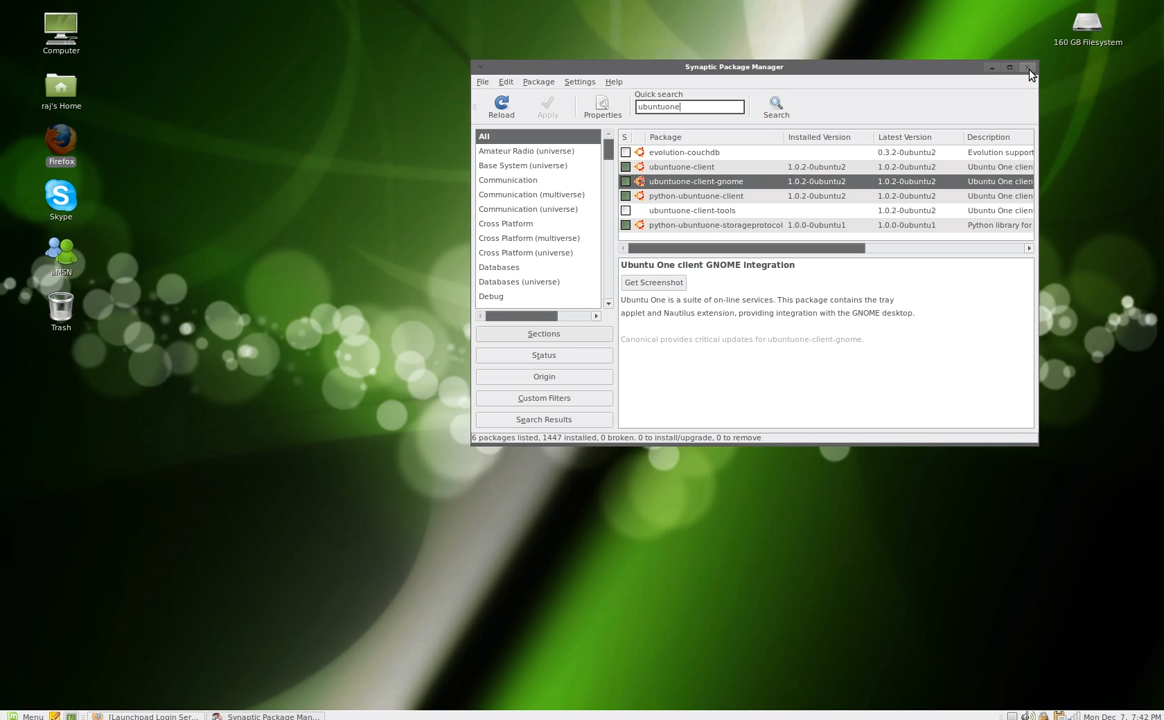 Computer
raj's Home
Firefox
Skype
aMSN
Trash
160 GB Filesystem
Synaptic Package Manager
File Edit Package Settings Help
Reload
Apply
Properties
Quick search
ubuntuone
Search
All
Amateur Radio (universe)
Base System (universe)
Communication
Communication (multiverse)
Communication (universe)
Cross Platform
Cross Platform (multiverse)
Cross Platform (universe)
Databases
Databases (universe)
Debug
Sections
Status
Origin
Custom Filters
Search Results
S Package Installed Version Latest Version Description
evolution-couchdb 0.3.2-0ubuntu2 Evolution support
ubuntuone-client 1.0.2-0ubuntu2 1.0.2-0ubuntu2 Ubuntu One clien
ubuntuone-client-gnome 1.0.2-0ubuntu2 1.0.2-0ubuntu2 Ubuntu One clien
python-ubuntuone-client 1.0.2-0ubuntu2 1.0.2-0ubuntu2 Ubuntu One clien
ubuntuone-client-tools 1.0.2-0ubuntu2 Ubuntu One clien
python-ubuntuone-storageprotocol 1.0.0-0ubuntu1 1.0.0-0ubuntu1 Python library for
Ubuntu One client GNOME integration
Get Screenshot
Ubuntu One is a suite of on-line services. This package contains the tray
applet and Nautilus extension, providing integration with the GNOME desktop.
Canonical provides critical updates for ubuntuone-client-gnome.
6 packages listed, 1447 installed, 0 broken. 0 to install/upgrade, 0 to remove
Menu [Launchpad Login Ser... Synaptic Package Man... Mon Dec 7, 7:42 PM